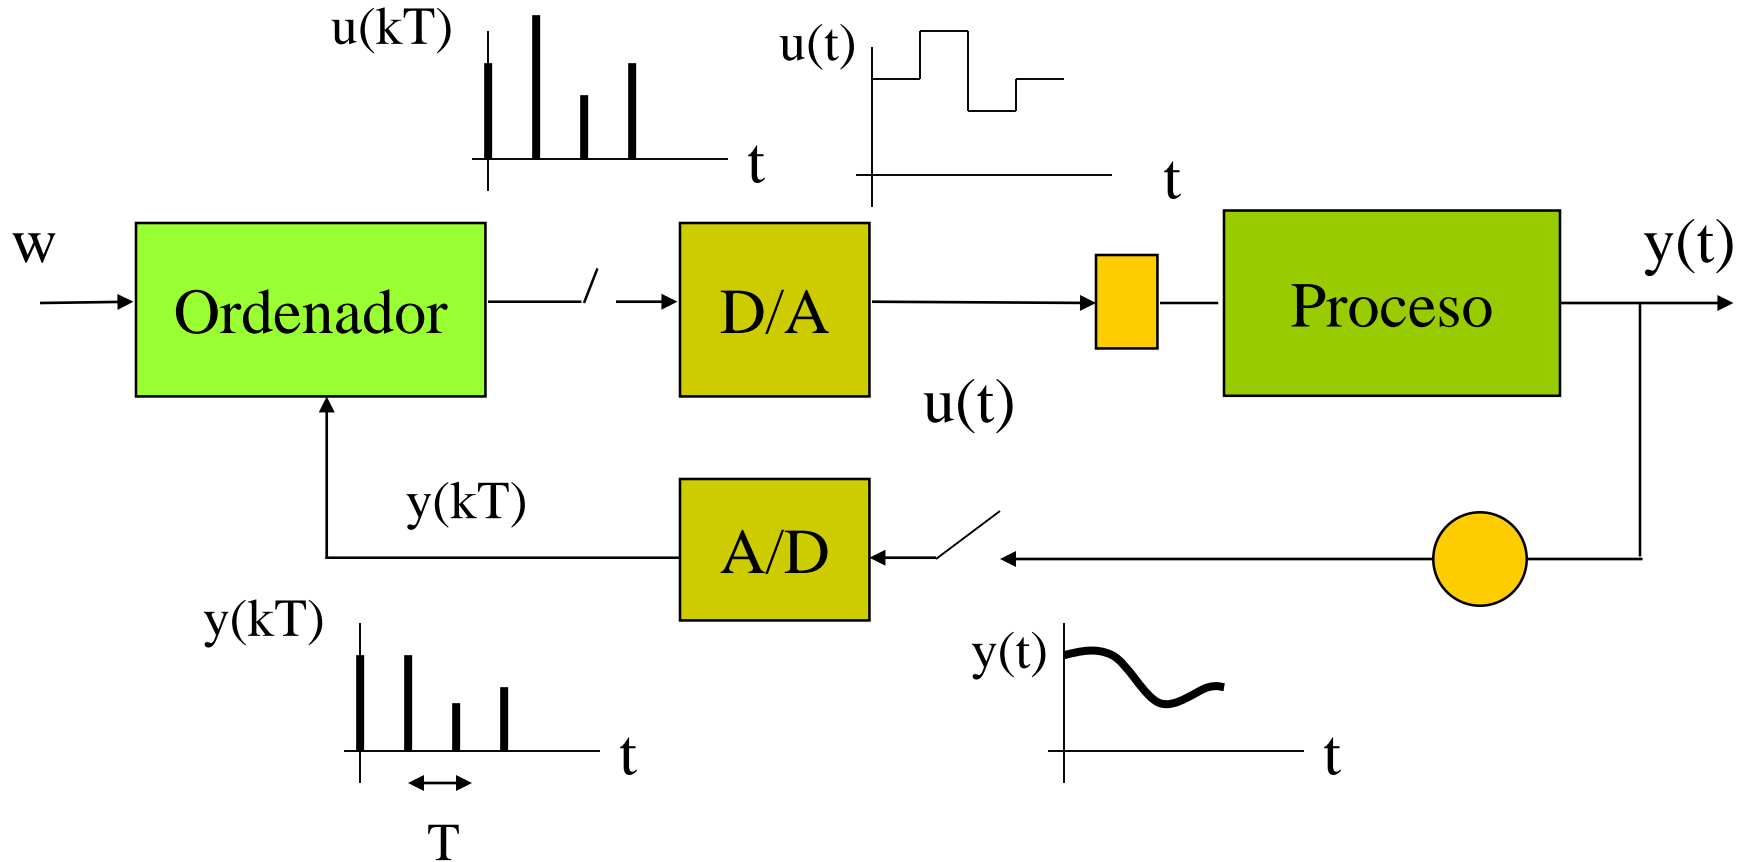 u(kT)
u(t)
t
t
w
Ordenador
D/A
Proceso
y(t)
u(t)
y(kT)
A/D
y(kT)
y(t)
t
t
T